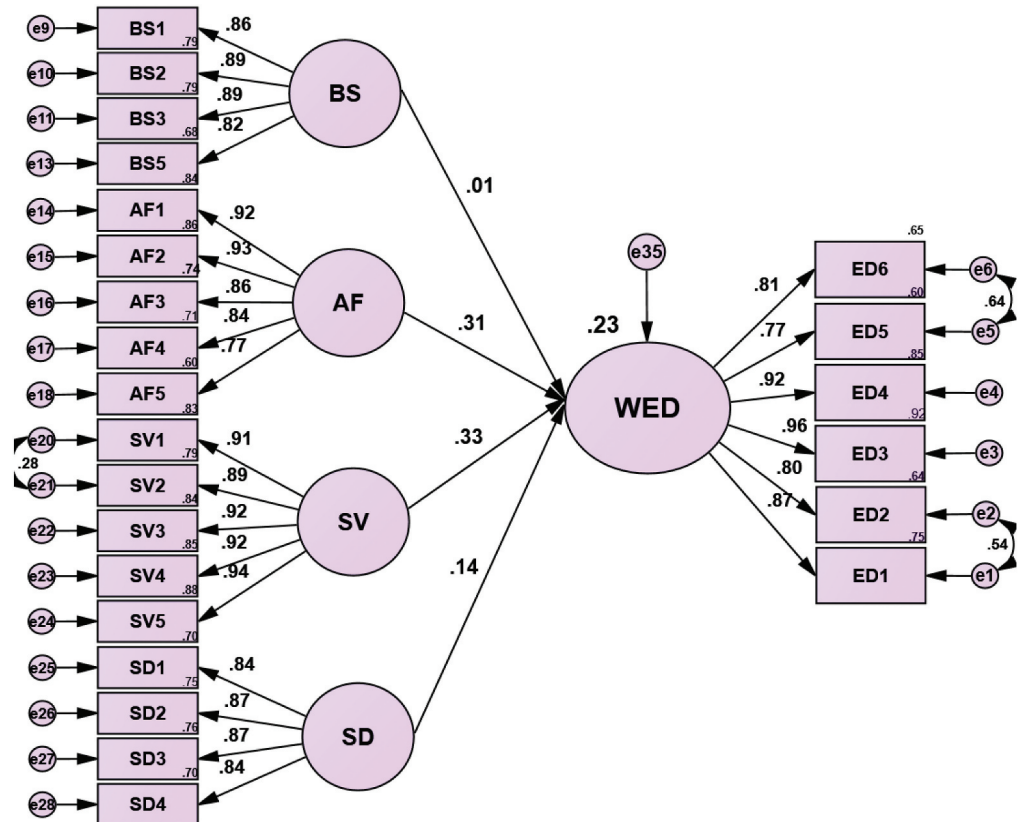 e9 BS1 .79 .86
e10 BS2 .79 .89
e11 BS3 .68 .89
e13 BS5 .84 .82
BS
.01
e14 AF1 .86 .92
e15 AF2 .74 .93
e16 AF3 .71 .86
e17 AF4 .60 .84
e18 AF5 .83 .77
AF
.31
e20 SV1 .79 .91
.28
e21 SV2 .84 .89
e22 SV3 .85 .92
e23 SV4 .88 .92
e24 SV5 .70 .94
SV
.33
e25 SD1 .75 .84
e26 SD2 .76 .87
e27 SD3 .70 .87
e28 SD4 .84
SD
.14
e35
.23
WED
.65
.81 ED6 .60 e6
.64
.77 ED5 .85 e5
.92 ED4 .92 e4
.96 ED3 .64 e3
.80 ED2 .75 e2
.54
.87 ED1 e1